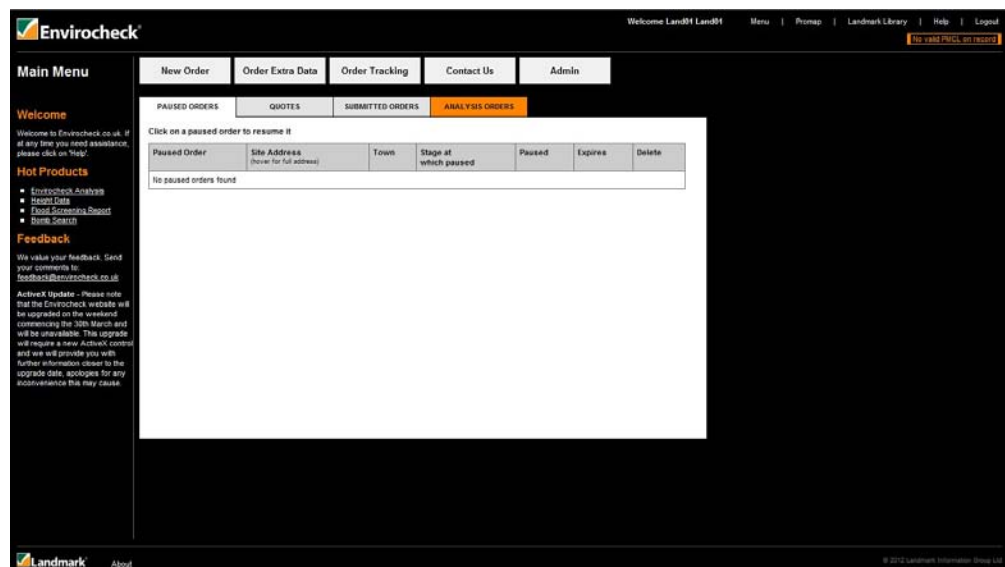 Envirocheck®
Welcome Land01 Land01 Menu | Promap | Landmark Library | Help | Logout
No valid PMCL on record
Main Menu
New Order
Order Extra Data
Order Tracking
Contact Us
Admin
PAUSED ORDERS
QUOTES
SUBMITTED ORDERS
ANALYSIS ORDERS
Welcome
Welcome to Envirocheck.co.uk. If
at any time you need assistance,
please click on 'Help'.
Hot Products
Envirocheck Analysis
Height Data
Flood Screening Report
Bomb Search
Feedback
We value your feedback. Send
your comments to:
feedback@envirocheck.co.uk
ActiveX Update - Please note
that the Envirocheck website will
be upgraded on the weekend
commencing the 30th March and
will be unavailable. This upgrade
will require a new ActiveX control
and we will provide you with
further information closer to the
upgrade date, apologies for any
inconvenience this may cause.
Click on a paused order to resume it
Paused Order
Site Address
(hover for full address)
Town
Stage at
which paused
Paused
Expires
Delete
No paused orders found
Landmark®
About
© 2012 Landmark Information Group Ltd